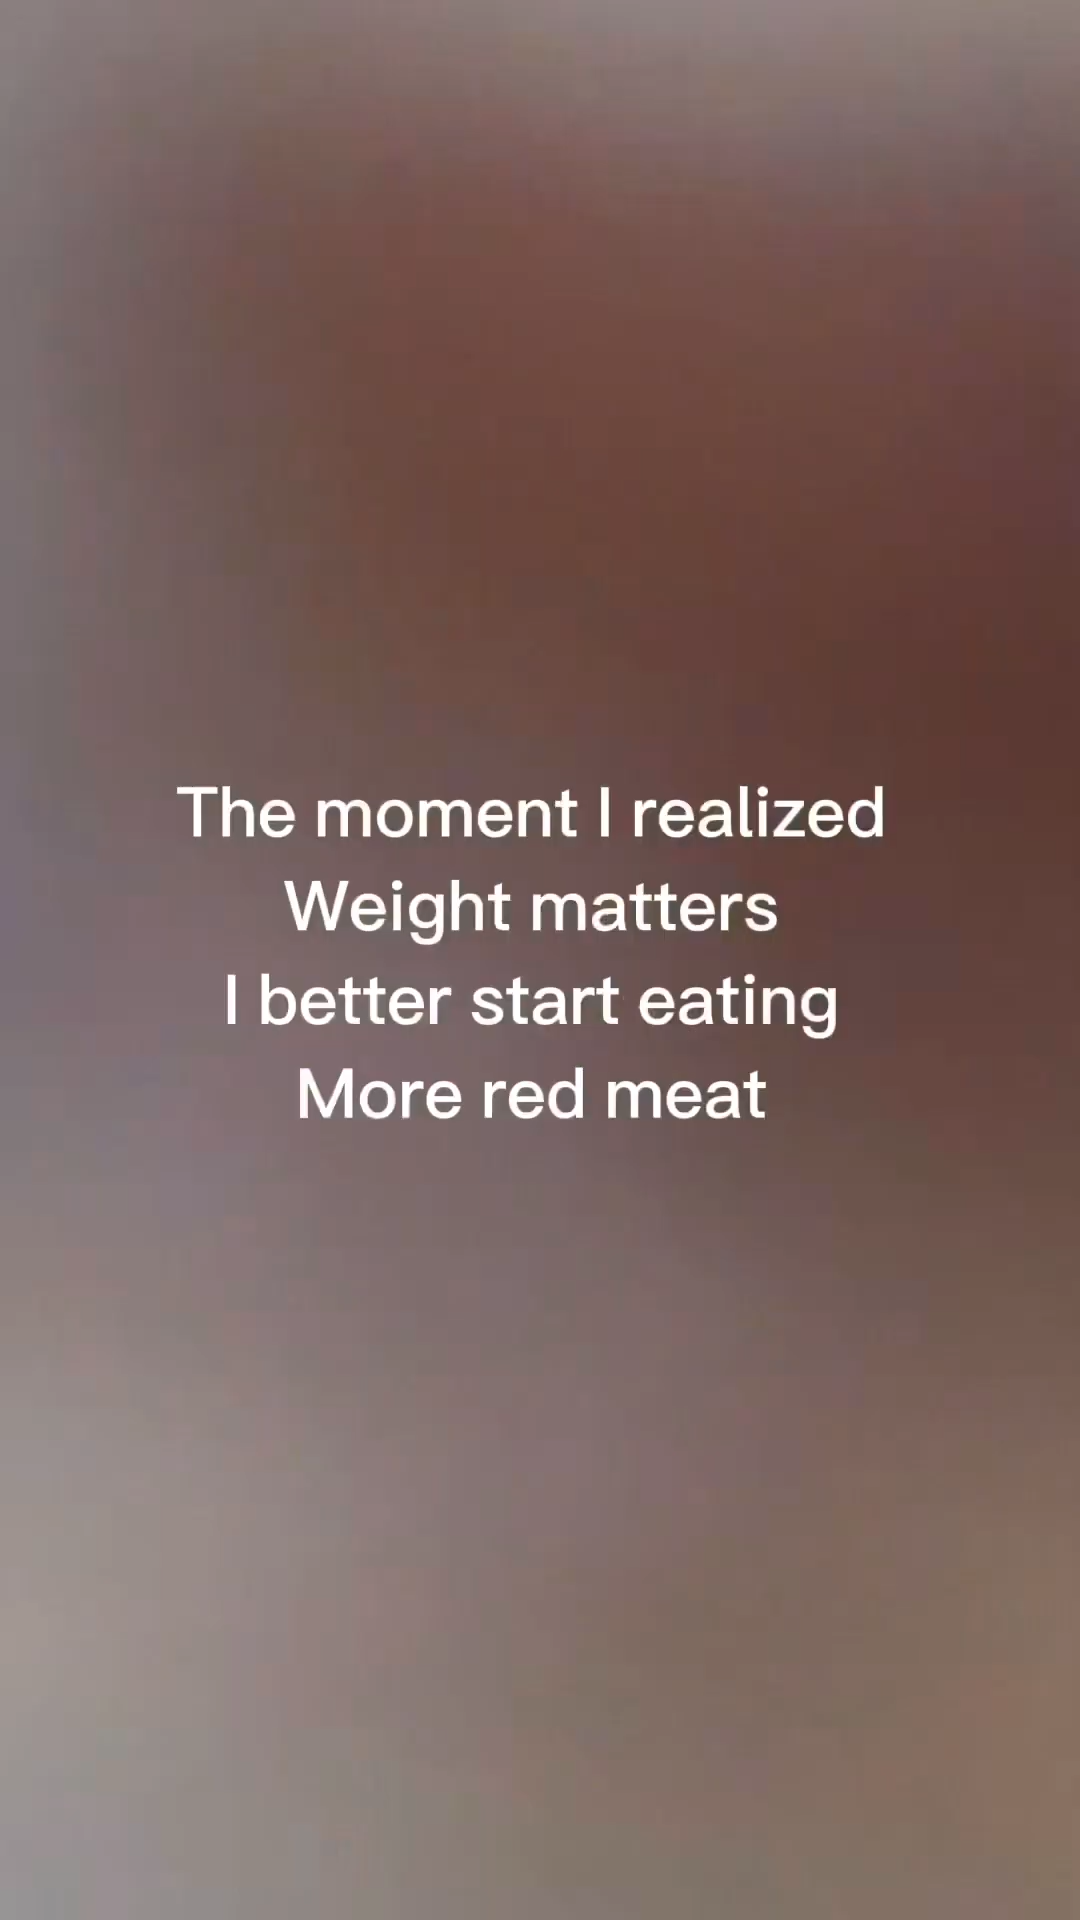 The moment I realized
Weight matters
I better start eating
More red meat